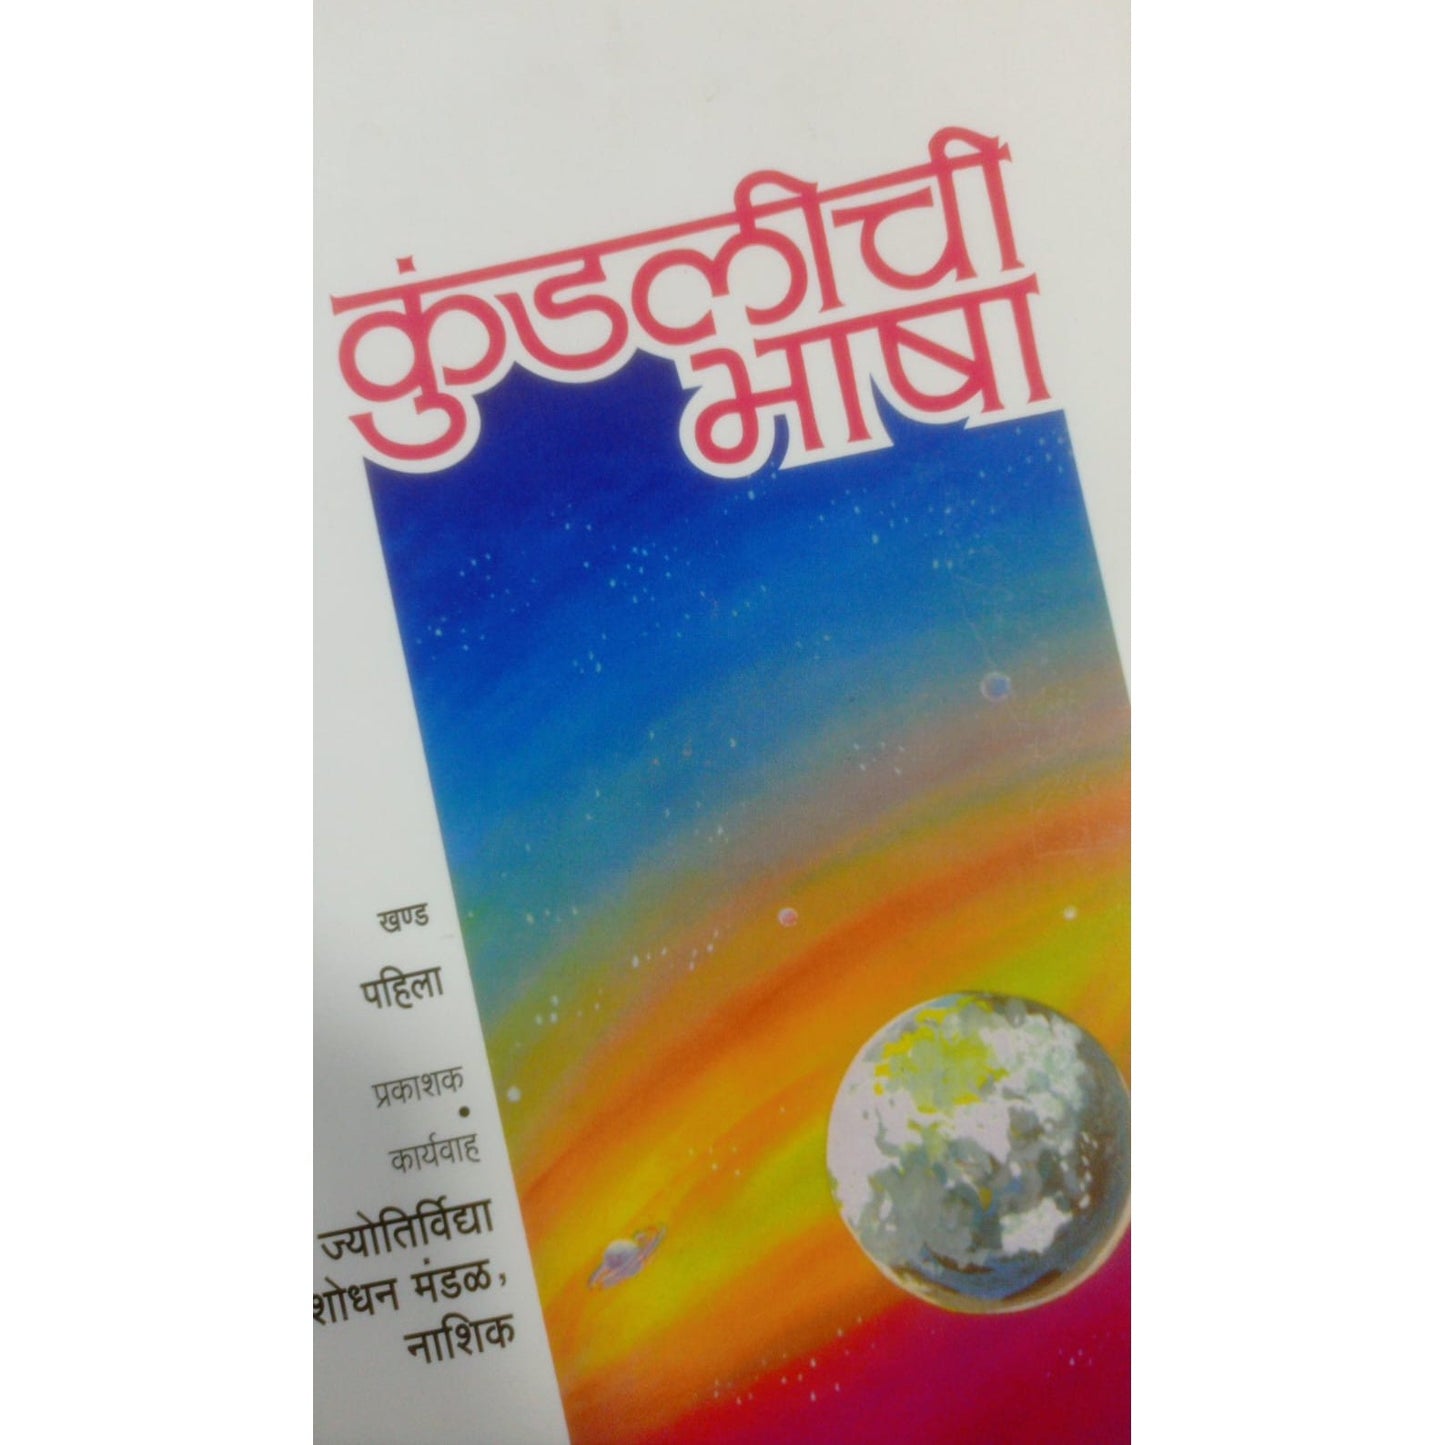 कुंडलीची
भाषा
खण्ड
पहिला
प्रकाशक
•
कार्यवाह
ज्योतिर्विद्या
शोधन मंडळ,
नाशिक